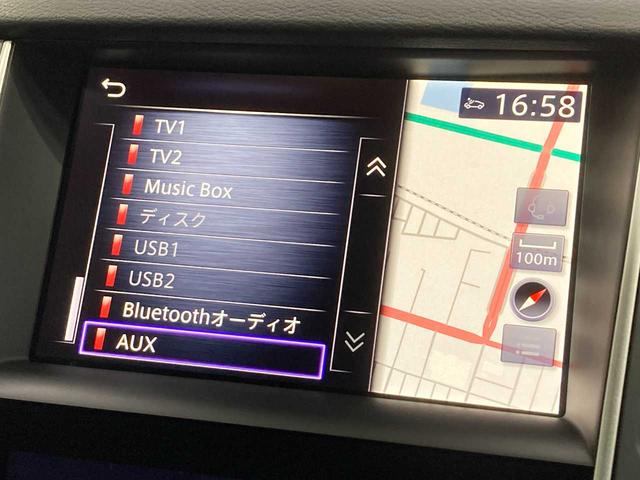 16:58
TV1
TV2
Music Box
ディスク
USB1
USB2
Bluetoothオーディオ
AUX
100m